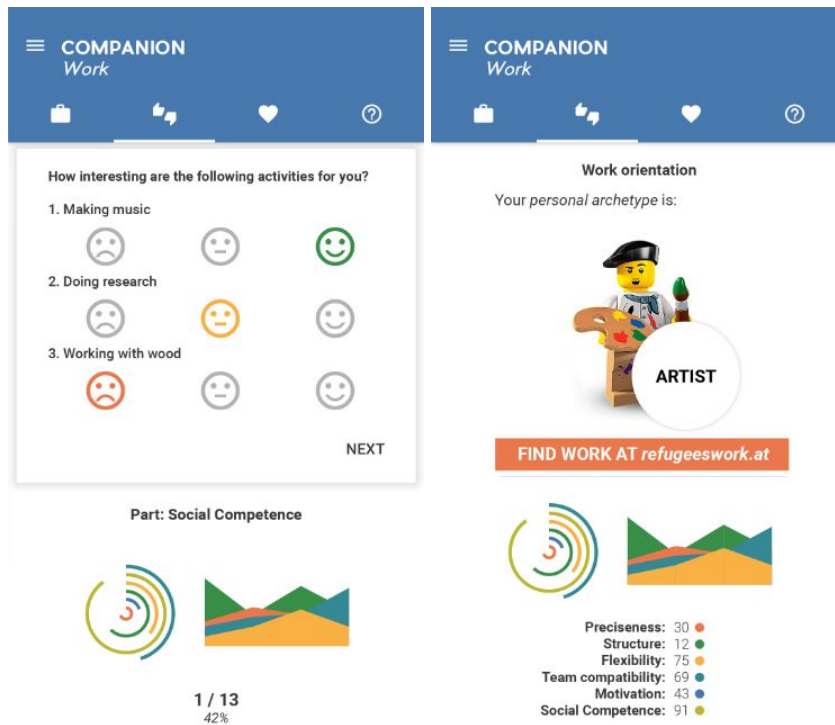 COMPANION
Work
How interesting are the following activities for you?
1. Making music
2. Doing research
3. Working with wood
NEXT
Part: Social Competence
1 / 13
42%
COMPANION
Work
Work orientation
Your personal archetype is:
ARTIST
FIND WORK AT refugeeswork.at
Preciseness: 30
Structure: 12
Flexibility: 75
Team compatibility: 69
Motivation: 43
Social Competence: 91